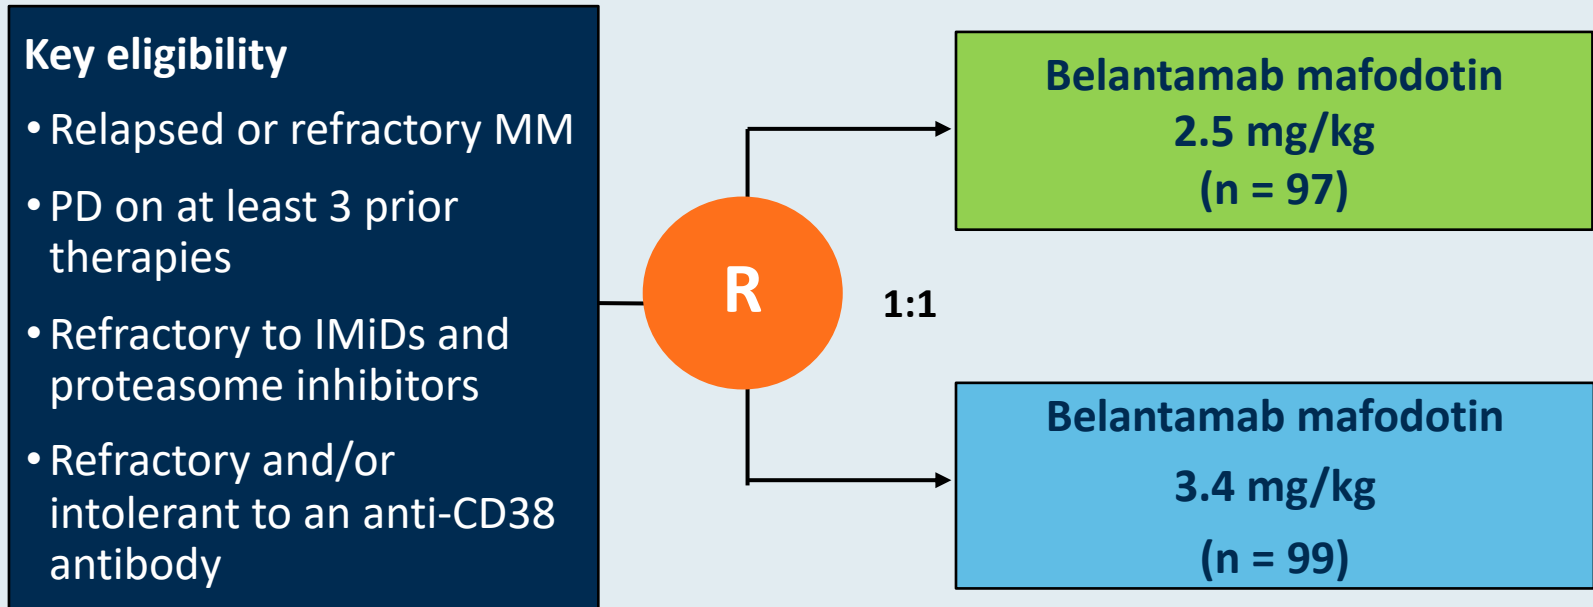 Key eligibility
• Relapsed or refractory MM
• PD on at least 3 prior
therapies
• Refractory to IMiDs and
proteasome inhibitors
• Refractory and/or
intolerant to an anti-CD38
antibody
R
1:1
Belantamab mafodotin
2.5 mg/kg
(n = 97)
Belantamab mafodotin
3.4 mg/kg
(n = 99)